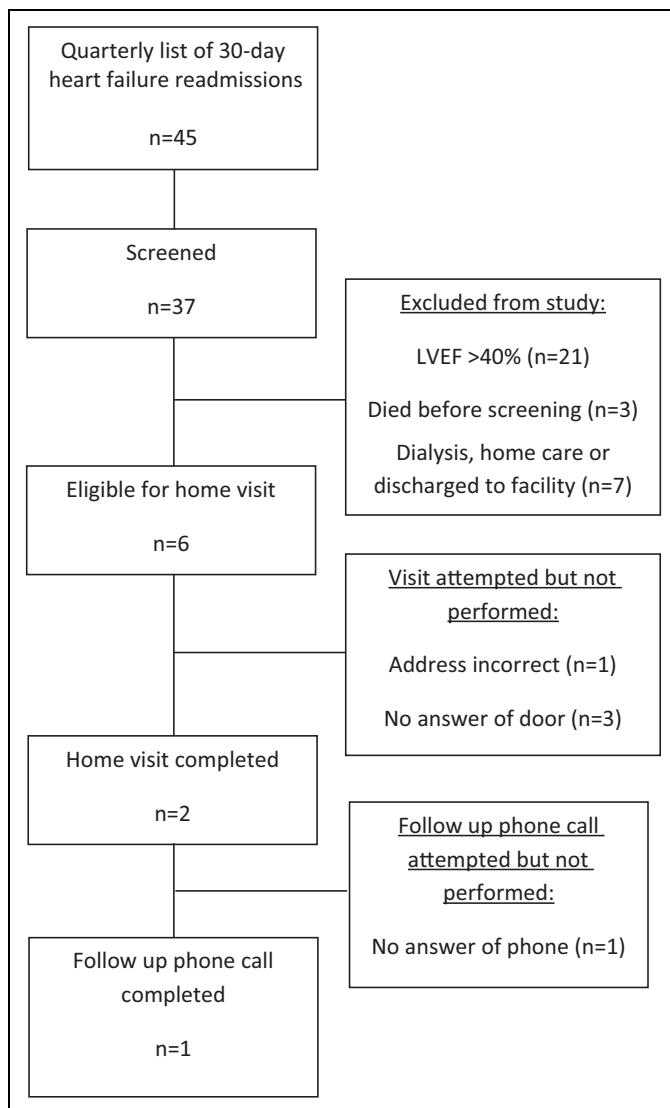 Quarterly list of 30-day
heart failure readmissions
n=45
Screened
n=37
Excluded from study:
LVEF >40% (n=21)
Died before screening (n=3)
Dialysis, home care or
discharged to facility (n=7)
Eligible for home visit
n=6
Visit attempted but not
performed:
Address incorrect (n=1)
No answer of door (n=3)
Home visit completed
n=2
Follow up phone call
attempted but not
performed:
No answer of phone (n=1)
Follow up phone call
completed
n=1